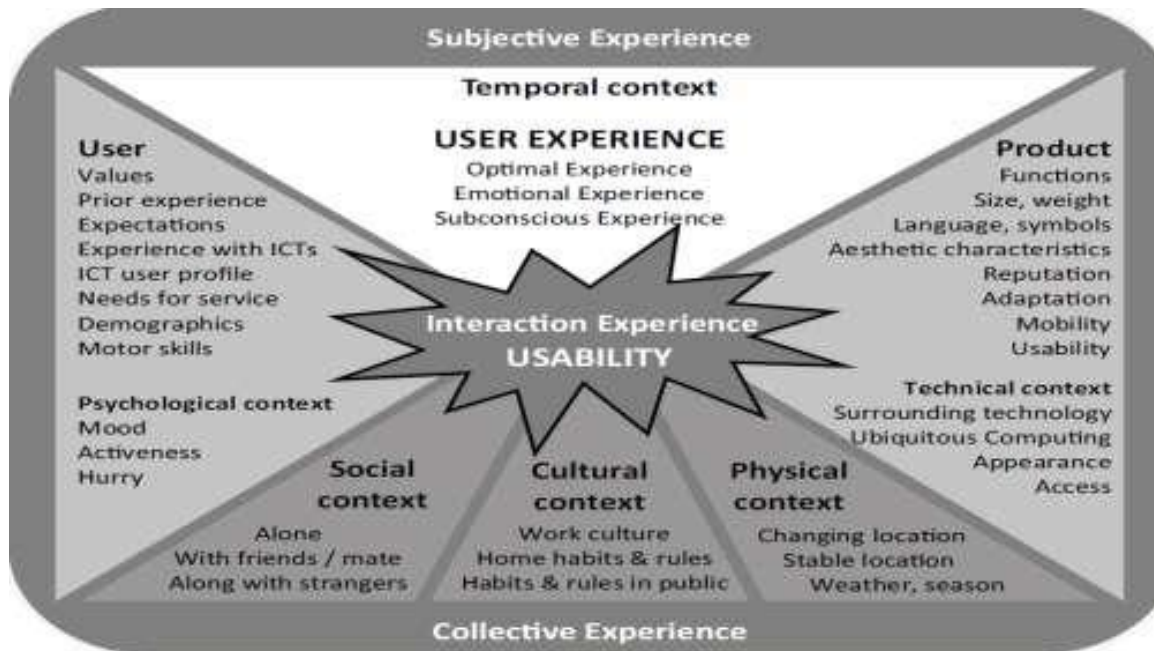 Subjective Experience
Temporal context
USER EXPERIENCE
Optimal Experience
Emotional Experience
Subconscious Experience
User
Values
Prior experience
Expectations
Experience with ICTs
ICT user profile
Needs for service
Demographics
Motor skills
Psychological context
Mood
Activeness
Hurry
Interaction Experience
USABILITY
Product
Functions
Size, weight
Language, symbols
Aesthetic characteristics
Reputation
Adaptation
Mobility
Usability
Technical context
Surrounding technology
Ubiquitous Computing
Appearance
Access
Social
context
Alone
With friends / mate
Along with strangers
Cultural
context
Work culture
Home habits & rules
Habits & rules in public
Physical
context
Changing location
Stable location
Weather, season
Collective Experience